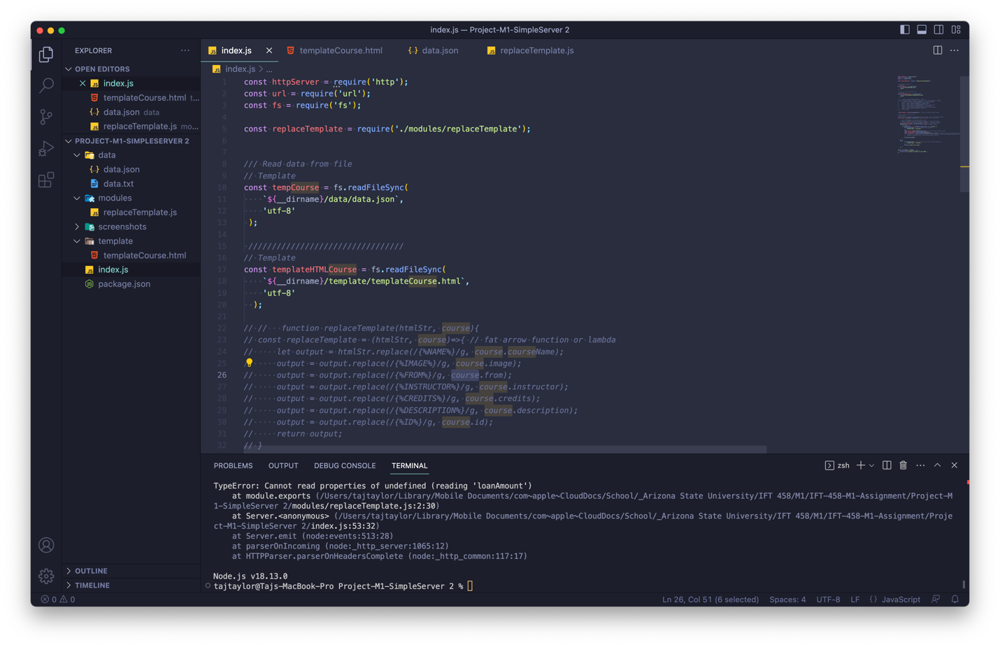 index.js — Project-M1-SimpleServer 2
EXPLORER
OPEN EDITORS
index.js
templateCourse.html t...
data.json data
replaceTemplate.js mo...
PROJECT-M1-SIMPLESERVER 2
data
data.json
data.txt
modules
replaceTemplate.js
screenshots
template
templateCourse.html
index.js
package.json
OUTLINE
TIMELINE
index.js
templateCourse.html
data.json
replaceTemplate.js
index.js > ...
1 const httpServer = require('http');
2 const url = require('url');
3 const fs = require('fs');
4
5 const replaceTemplate = require('./modules/replaceTemplate');
6
7
8 /// Read data from file
9 // Template
10 const tempCourse = fs.readFileSync(
11 `${__dirname}/data/data.json`,
12 'utf-8'
13 );
14
15 /////////////////////////////////
16 // Template
17 const templateHTMLCourse = fs.readFileSync(
18 `${__dirname}/template/templateCourse.html`,
19 'utf-8'
20 );
21
22 // // function replaceTemplate(htmlStr, course){
23 // const replaceTemplate = (htmlStr, course)=>{ // fat arrow function or lambda
24 // let output = htmlStr.replace(/{%NAME%}/g, course.courseName);
25 / output = output.replace(/{%IMAGE%}/g, course.image);
26 // output = output.replace(/{%FROM%}/g, course.from);
27 // output = output.replace(/{%INSTRUCTOR%}/g, course.instructor);
28 // output = output.replace(/{%CREDITS%}/g, course.credits);
29 // output = output.replace(/{%DESCRIPTION%}/g, course.description);
30 // output = output.replace(/{%ID%}/g, course.id);
31 // return output;
32 // }
PROBLEMS OUTPUT DEBUG CONSOLE TERMINAL
zsh
TypeError: Cannot read properties of undefined (reading 'loanAmount')
at module.exports (/Users/tajtaylor/Library/Mobile Documents/com~apple~CloudDocs/School/_Arizona State University/IFT 458/M1/IFT-458-M1-Assignment/Project-M
1-SimpleServer 2/modules/replaceTemplate.js:2:30)
at Server.<anonymous> (/Users/tajtaylor/Library/Mobile Documents/com~apple~CloudDocs/School/_Arizona State University/IFT 458/M1/IFT-458-M1-Assignment/Proje
ct-M1-SimpleServer 2/index.js:53:32)
at Server.emit (node:events:513:28)
at parserOnIncoming (node:_http_server:1065:12)
at HTTPParser.parserOnHeadersComplete (node:_http_common:117:17)
Node.js v18.13.0
tajtaylor@Tajs-MacBook-Pro Project-M1-SimpleServer 2 %
0 0
Ln 26, Col 51 (6 selected) Spaces: 4 UTF-8 LF {} JavaScript